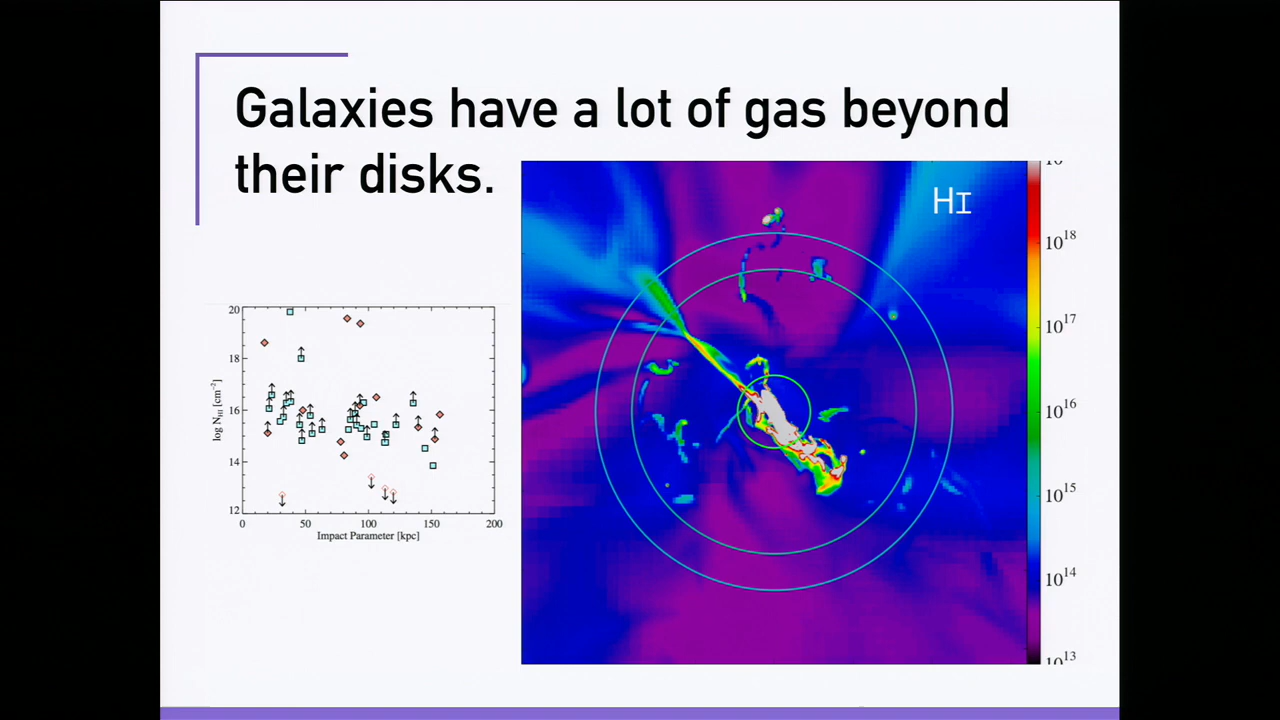 Galaxies have a lot of gas beyond
their disks.
HI
10¹⁸
10¹⁷
10¹⁶
10¹⁵
10¹⁴
10¹³
20
18
16
14
12
log N_HI [cm⁻²]
0 50 100 150 200
Impact Parameter [kpc]